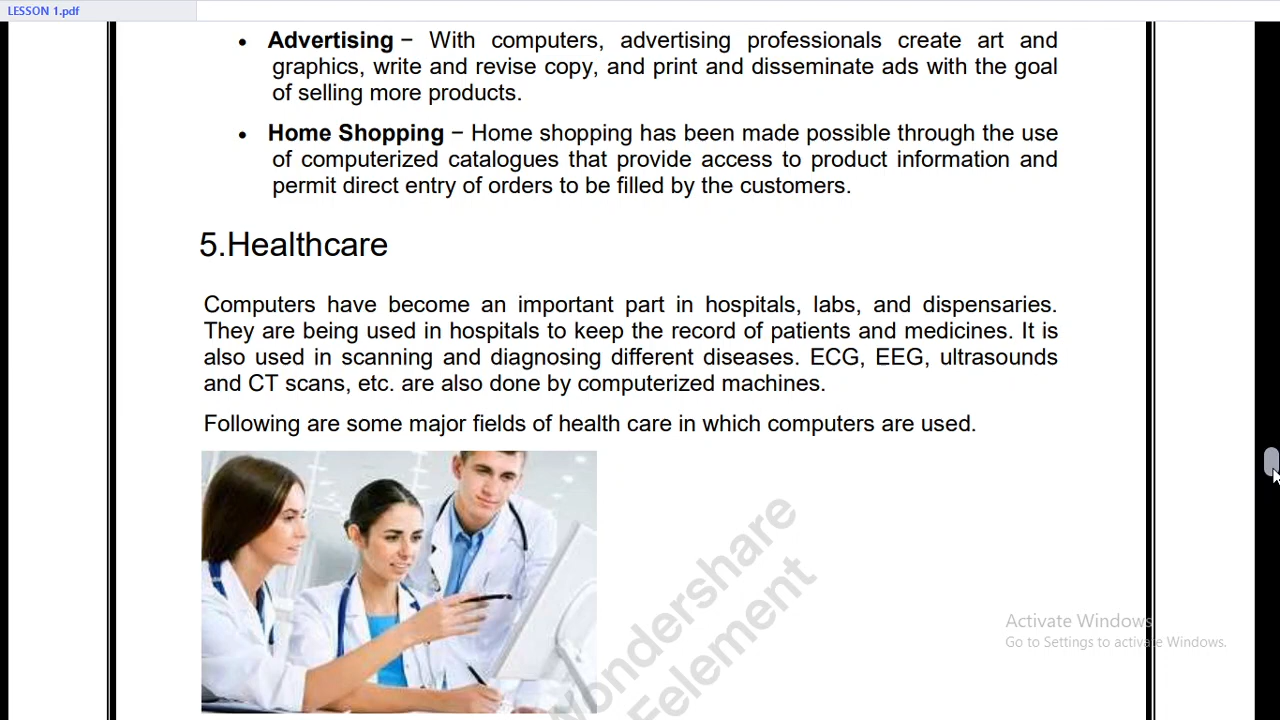 LESSON 1.pdf
• Advertising − With computers, advertising professionals create art and
graphics, write and revise copy, and print and disseminate ads with the goal
of selling more products.
• Home Shopping − Home shopping has been made possible through the use
of computerized catalogues that provide access to product information and
permit direct entry of orders to be filled by the customers.
5.Healthcare
Computers have become an important part in hospitals, labs, and dispensaries.
They are being used in hospitals to keep the record of patients and medicines. It is
also used in scanning and diagnosing different diseases. ECG, EEG, ultrasounds
and CT scans, etc. are also done by computerized machines.
Following are some major fields of health care in which computers are used.
Wondershare
Felement
Activate Windows
Go to Settings to activate Windows.